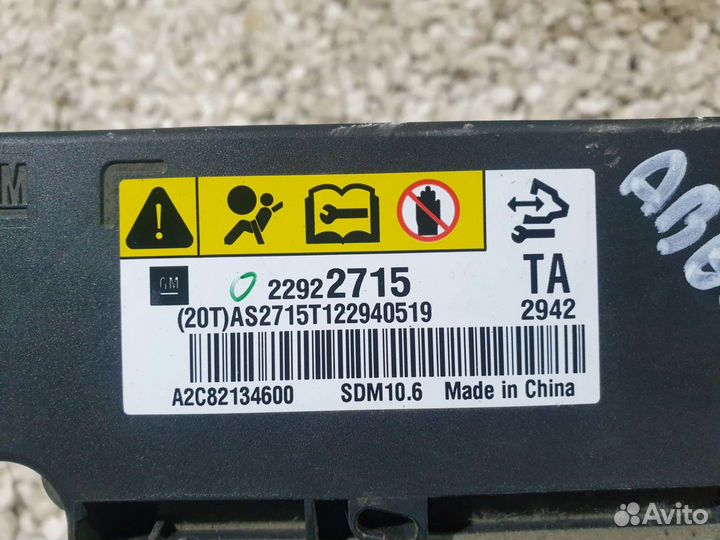 M
GM
22922715
TA
(20T)AS2715T122940519
2942
A2C82134600 SDM10.6 Made in China
Avito